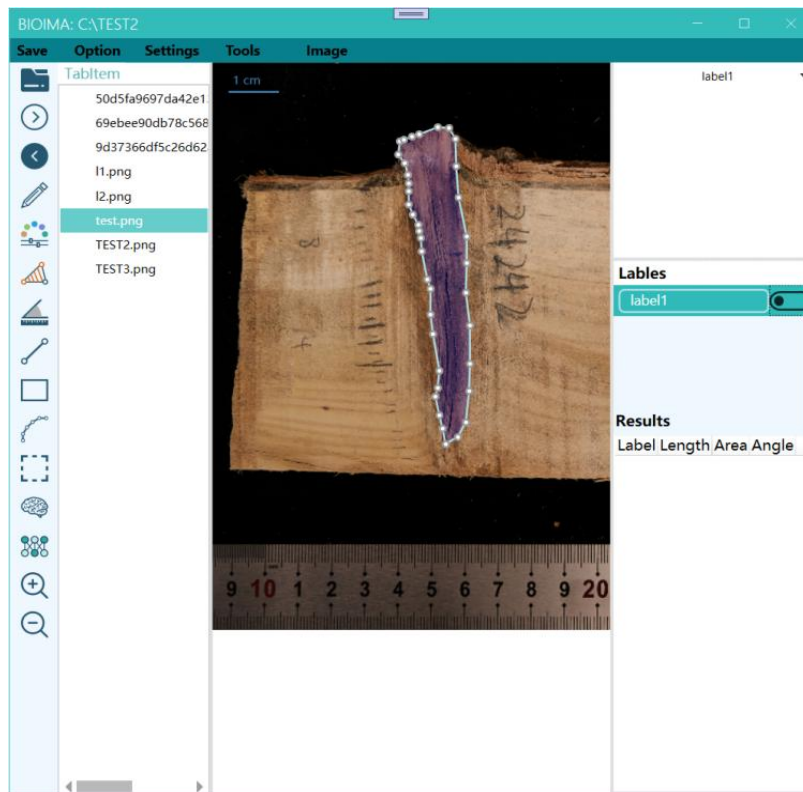 BIOIMA: C:\TEST2
Save Option Settings Tools Image
TabItem
50d5fa9697da42e1
69ebee90db78c568
9d37366df5c26d62
l1.png
l2.png
test.png
TEST2.png
TEST3.png
1 cm
24242
8
9 10 1 2 3 4 5 6 7 8 9 20
label1
Lables
label1
Results
Label Length Area Angle